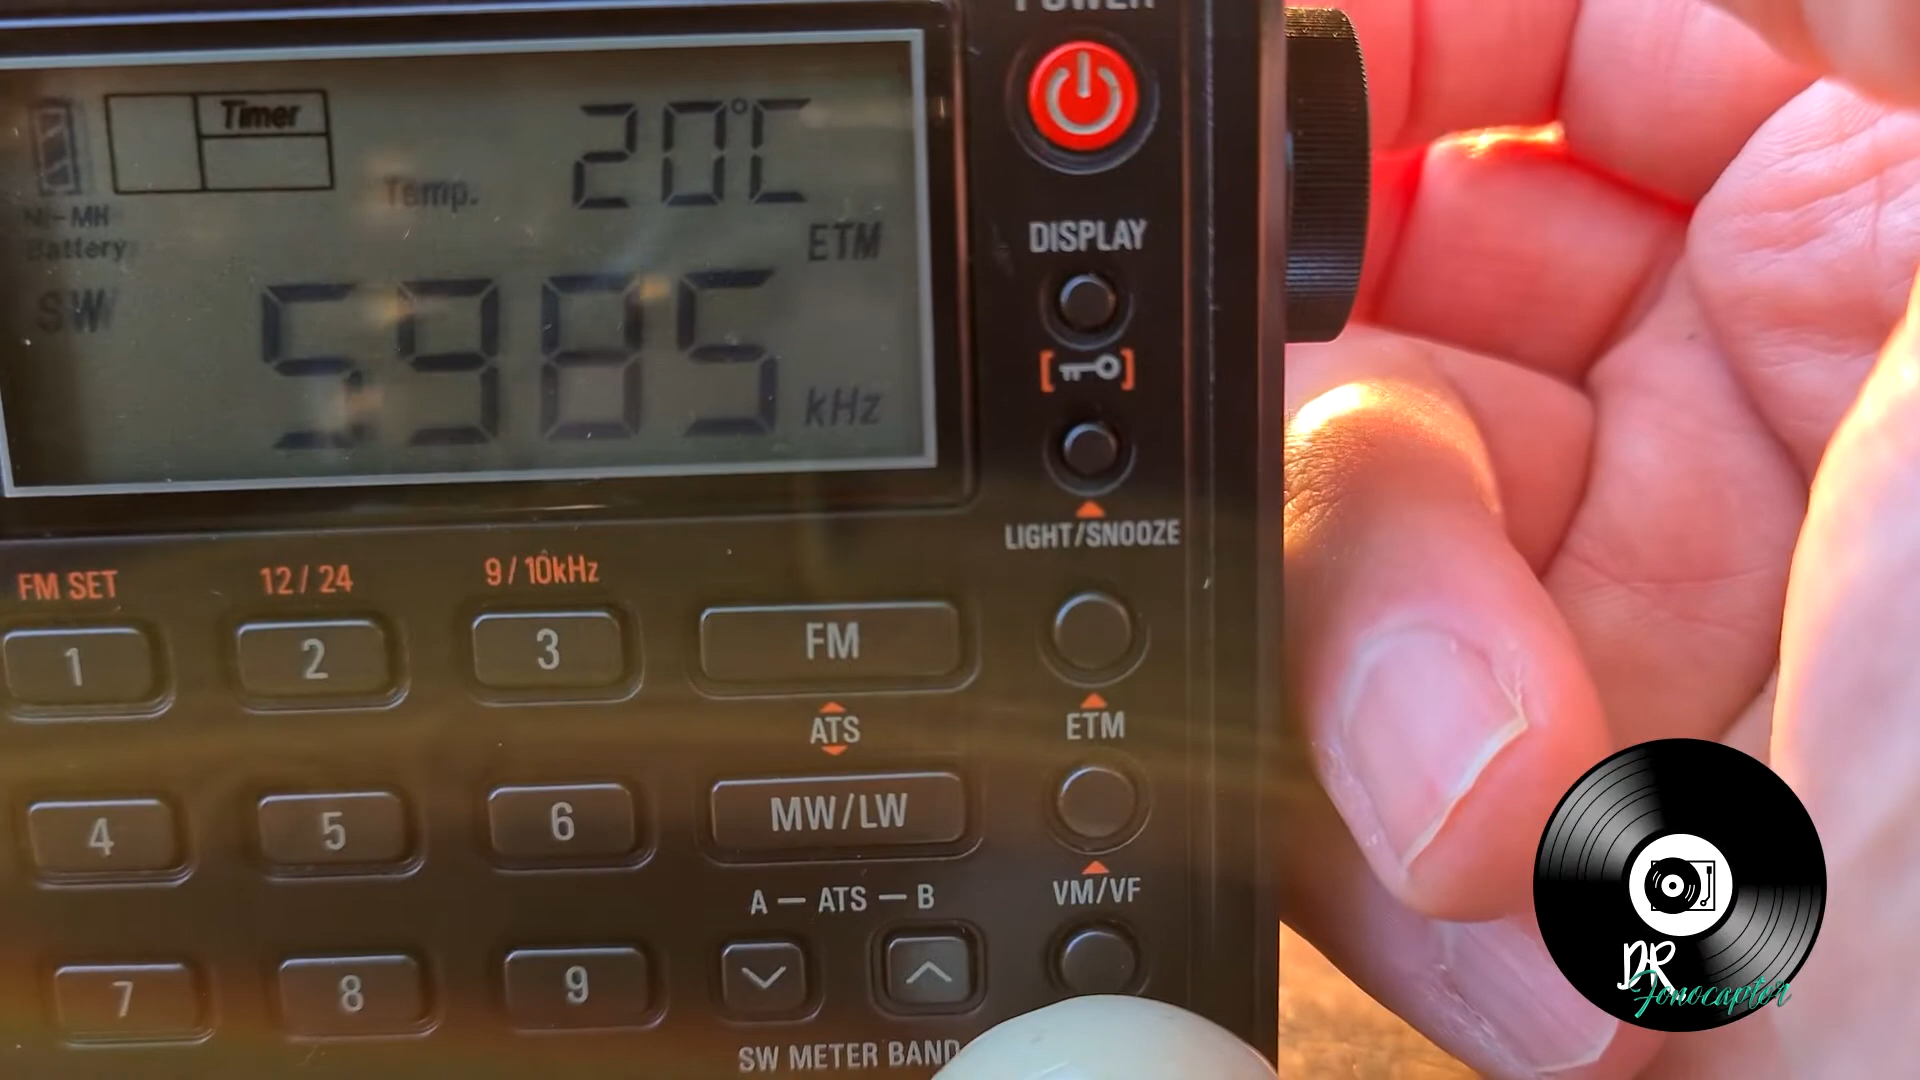 POWER
Timer
Temp.
20°C
Ni-MH
Battery
ETM
SW
5985
kHz
DISPLAY
LIGHT/SNOOZE
FM SET
12/24
9/10kHz
1
2
3
FM
ATS
ETM
4
5
6
MW/LW
A — ATS — B
VM/VF
7
8
9
SW METER BAND
DR
Fonocaptor